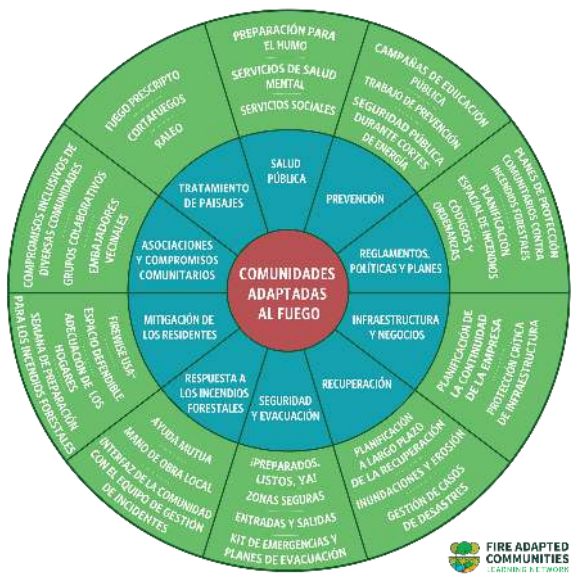 COMUNIDADES
ADAPTADAS
AL FUEGO
SALUD
PÚBLICA
PREPARACIÓN PARA
EL HUMO
SERVICIOS DE SALUD
MENTAL
SERVICIOS SOCIALES
PREVENCIÓN
CAMPAÑAS DE EDUCACIÓN
PÚBLICA
TRABAJO DE PREVENCIÓN
SEGURIDAD PÚBLICA
DURANTE CORTES
DE ENERGÍA
REGLAMENTOS,
POLÍTICAS Y PLANES
PLANES DE PROTECCIÓN
COMUNITARIOS CONTRA
INCENDIOS FORESTALES
PLANIFICACIÓN
ESPACIAL DE INCENDIOS
CÓDIGOS Y
ORDENANZAS
INFRAESTRUCTURA
Y NEGOCIOS
PLANIFICACIÓN DE
LA CONTINUIDAD
DE LA EMPRESA
PROTECCIÓN CRÍTICA
DE INFRAESTRUCTURA
RECUPERACIÓN
PLANIFICACIÓN
A LARGO PLAZO
DE LA RECUPERACIÓN
INUNDACIONES Y EROSIÓN
GESTIÓN DE CASOS
DE DESASTRES
SEGURIDAD
Y EVACUACIÓN
¡PREPARADOS,
LISTOS, YA!
ZONAS SEGURAS
ENTRADAS Y SALIDAS
KIT DE EMERGENCIAS Y
PLANES DE EVACUACIÓN
RESPUESTA A
LOS INCENDIOS
FORESTALES
AYUDA MUTUA
MANO DE OBRA LOCAL
INTERFAZ DE LA COMUNIDAD
CON EL EQUIPO DE GESTIÓN
DE INCIDENTES
MITIGACIÓN DE
LOS RESIDENTES
FIREWISE USA™
ESPACIO DEFENDIBLE
ADECUACIÓN DE LOS
HOGARES
SEMANA DE PREPARACIÓN
PARA LOS INCENDIOS FORESTALES
ASOCIACIONES
Y COMPROMISOS
COMUNITARIOS
COMPROMISOS INCLUSIVOS DE
DIVERSAS COMUNIDADES
GRUPOS COLABORATIVOS
EMBAJADORES
VECINALES
TRATAMIENTO
DE PAISAJES
FUEGO PRESCRIPTO
CORTAFUEGOS
RALEO
FIRE ADAPTED
COMMUNITIES
LEARNING NETWORK